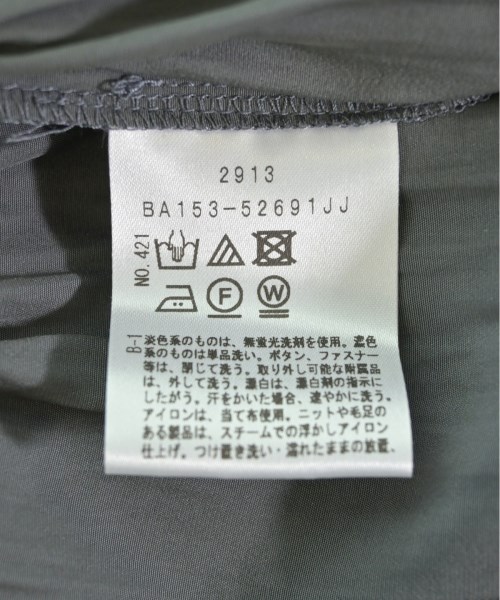 2913
BA153-52691JJ
NO.421
F
W
B-1
淡色系のものは、無蛍光洗剤を使用。濃色
系のものは単品洗い。ボタン、ファスナー
等は、閉じて洗う。取り外し可能な附属品
は、外して洗う。漂白は、漂白剤の指示に
したがう。汗をかいた場合、速やかに洗う。
アイロンは、当て布使用。ニットや毛足の
ある製品は、スチームでの浮かしアイロン
仕上げ。つけ置き洗い・濡れたままの放置、